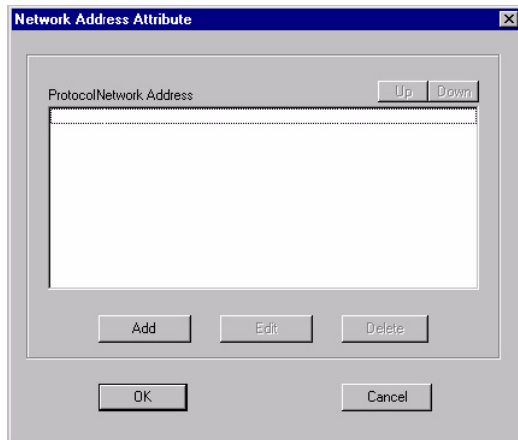 Network Address Attribute
ProtocolNetwork Address
Up Down
Add Edit Delete
OK Cancel